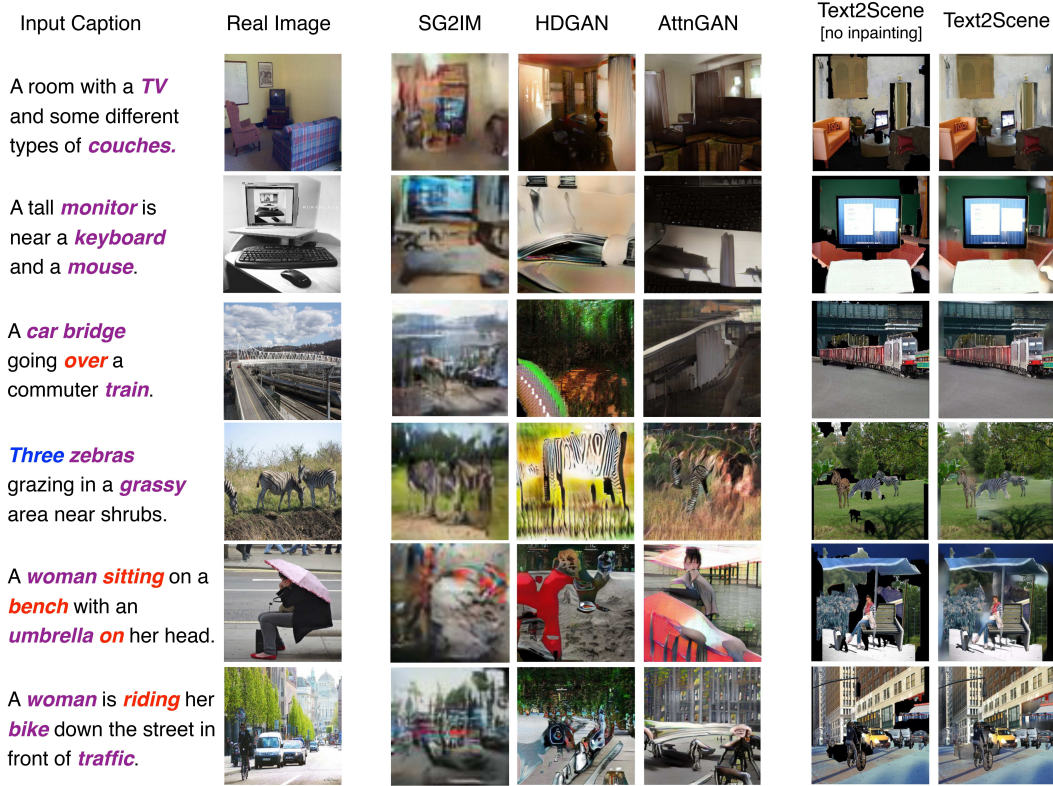 Input Caption
Real Image
SG2IM
HDGAN
AttnGAN
Text2Scene
[no inpainting]
Text2Scene
A room with a TV
and some different
types of couches.
A tall monitor is
near a keyboard
and a mouse.
A car bridge
going over a
commuter train.
Three zebras
grazing in a grassy
area near shrubs.
A woman sitting on a
bench with an
umbrella on her head.
A woman is riding her
bike down the street in
front of traffic.